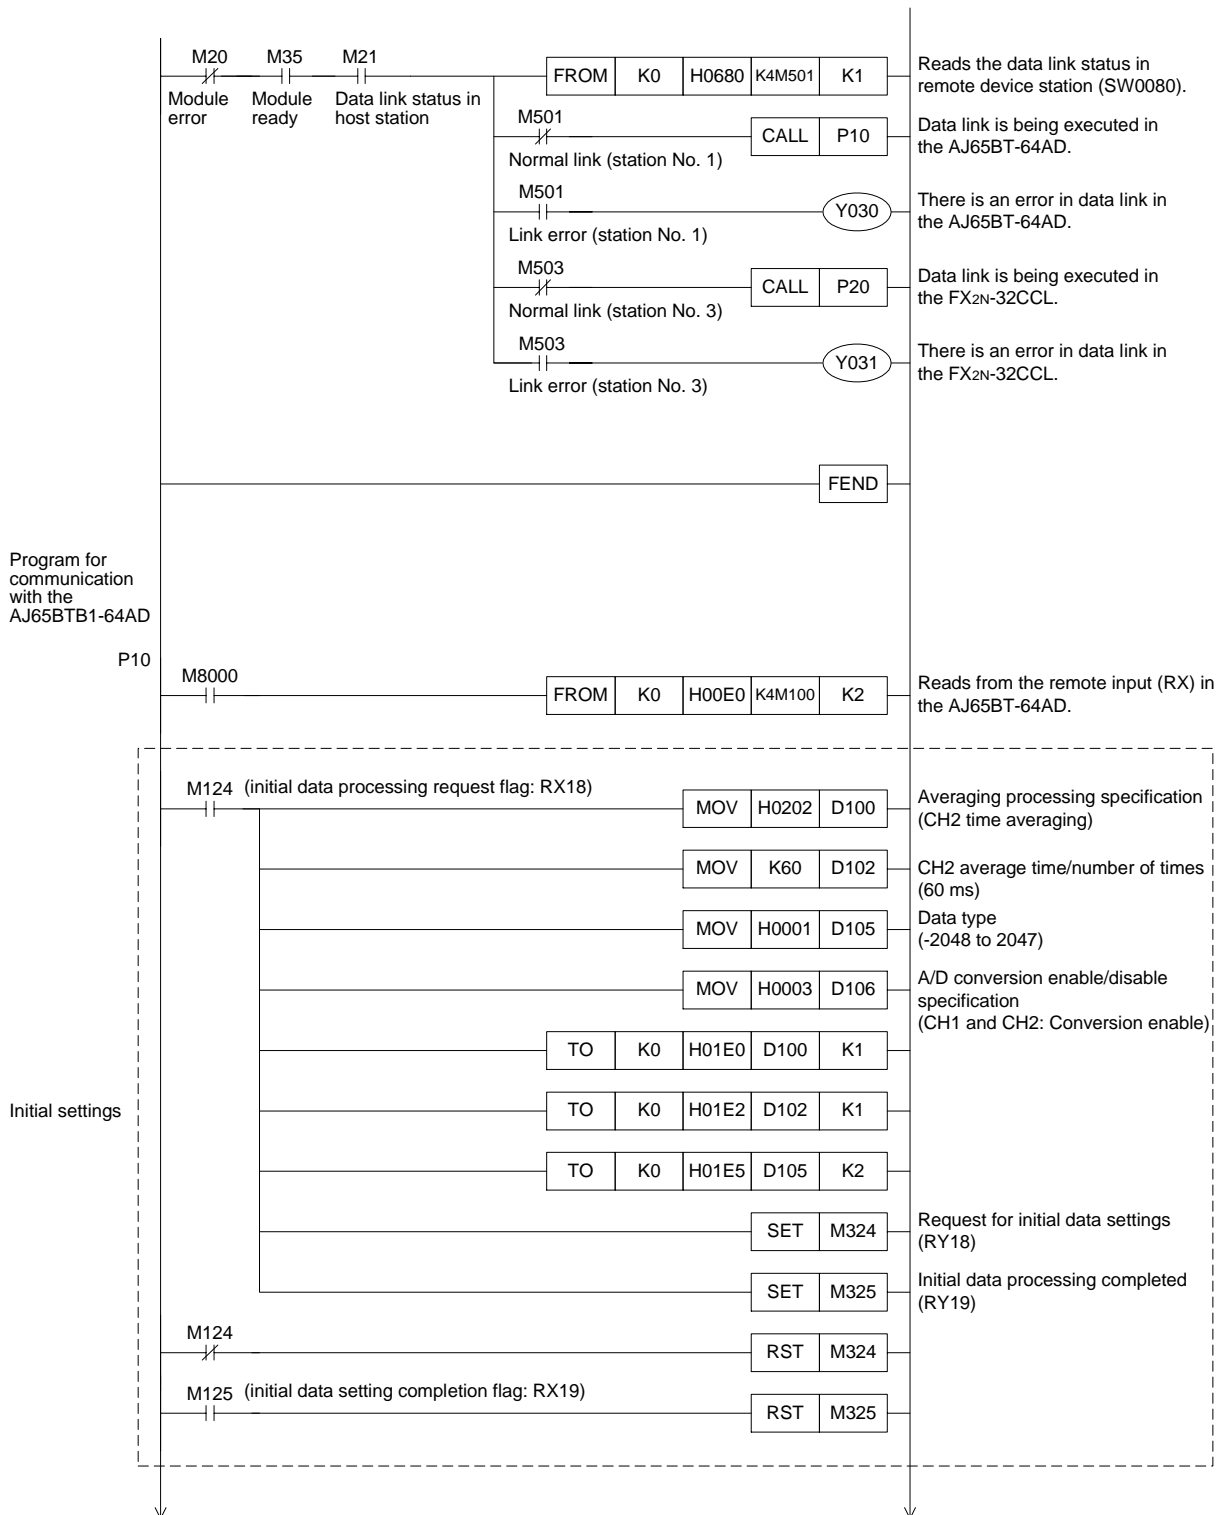 M20 M35 M21
Module error
Module ready
Data link status in host station
FROM K0 H0680 K4M501 K1
Reads the data link status in
remote device station (SW0080).
M501
Normal link (station No. 1)
CALL P10
Data link is being executed in
the AJ65BT-64AD.
M501
Link error (station No. 1)
Y030
There is an error in data link in
the AJ65BT-64AD.
M503
Normal link (station No. 3)
CALL P20
Data link is being executed in
the FX2N-32CCL.
M503
Link error (station No. 3)
Y031
There is an error in data link in
the FX2N-32CCL.
FEND
Program for
communication
with the
AJ65BTB1-64AD
P10
M8000
FROM K0 H00E0 K4M100 K2
Reads from the remote input (RX) in
the AJ65BT-64AD.
Initial settings
M124 (initial data processing request flag: RX18)
MOV H0202 D100
Averaging processing specification
(CH2 time averaging)
MOV K60 D102
CH2 average time/number of times
(60 ms)
MOV H0001 D105
Data type
(-2048 to 2047)
MOV H0003 D106
A/D conversion enable/disable
specification
(CH1 and CH2: Conversion enable)
TO K0 H01E0 D100 K1
TO K0 H01E2 D102 K1
TO K0 H01E5 D105 K2
SET M324
Request for initial data settings
(RY18)
SET M325
Initial data processing completed
(RY19)
M124
RST M324
M125 (initial data setting completion flag: RX19)
RST M325